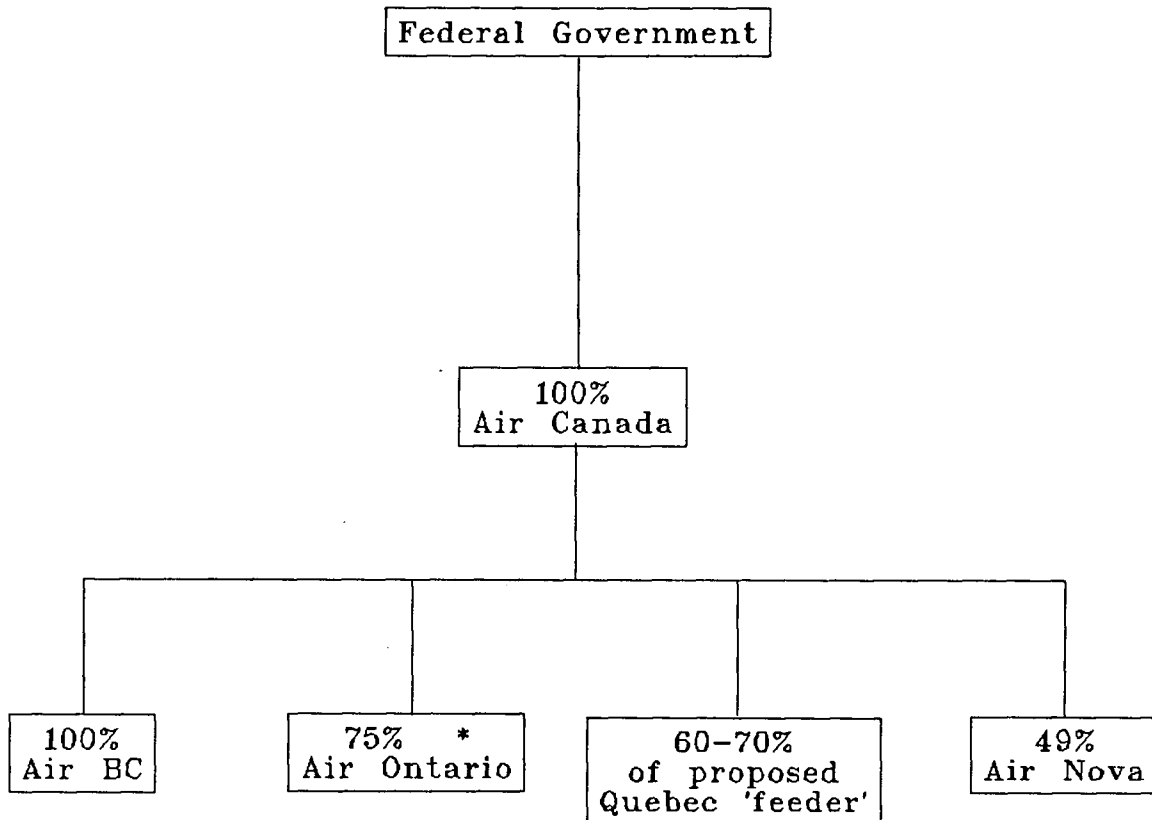 Federal Government
100%
Air Canada
100%
Air BC
75% *
Air Ontario
60-70%
of proposed
Quebec 'feeder'
49%
Air Nova